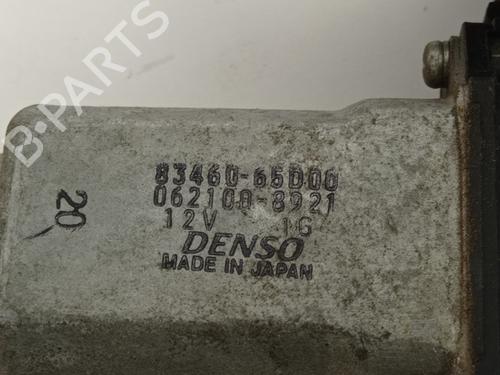 B-PARTS
83460-65D00
062100-8921
12V 1G
DENSO
MADE IN JAPAN
20